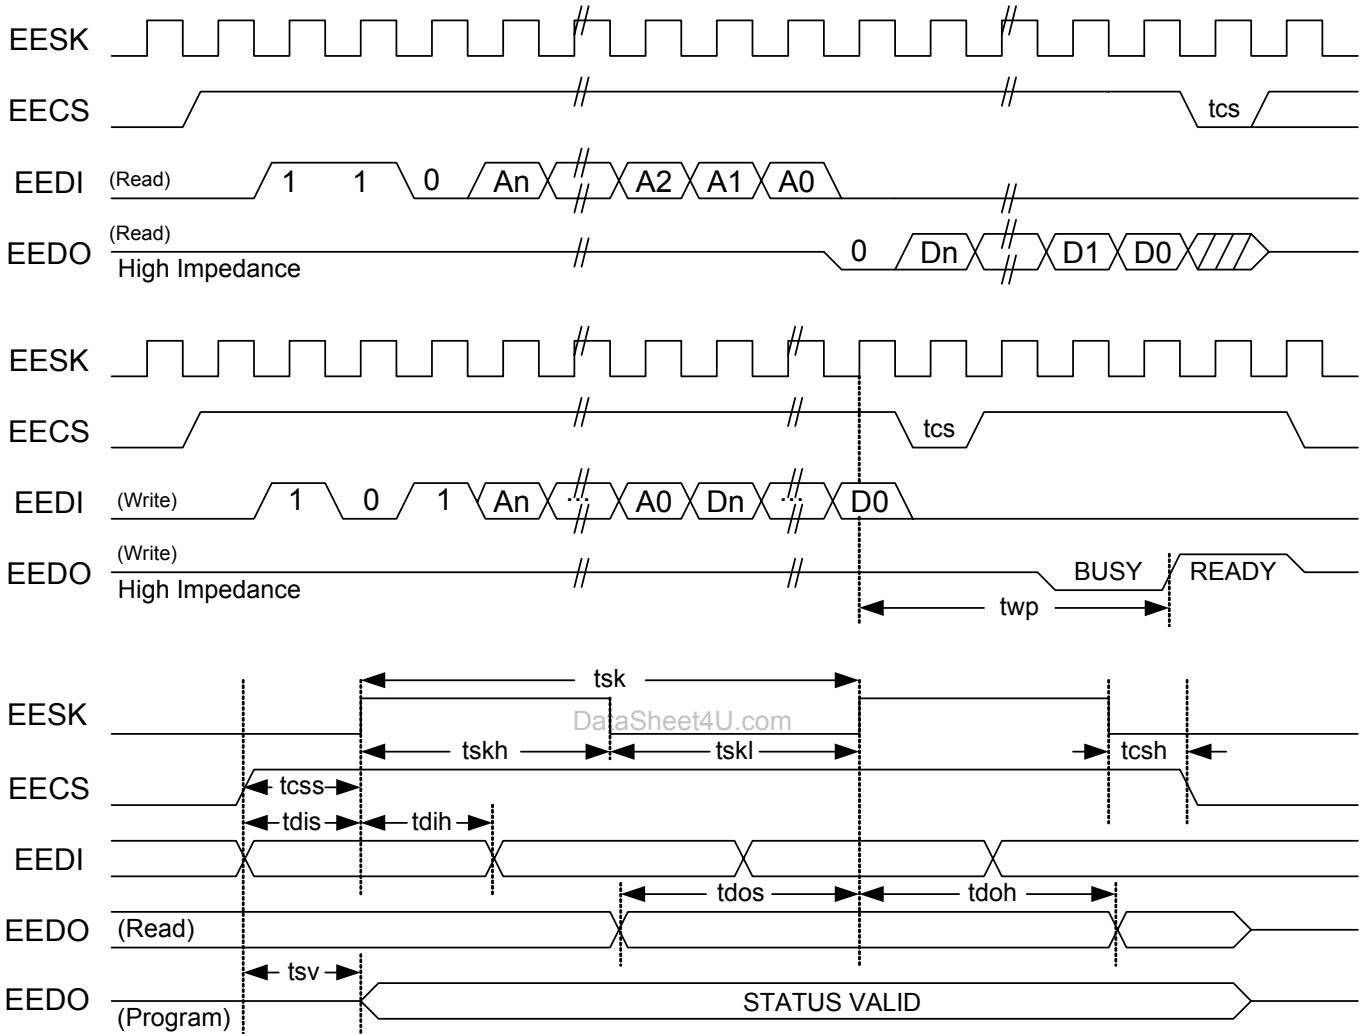 EESK
EECS tcs
EEDI (Read) 1 1 0 An A2 A1 A0
EEDO (Read) High Impedance 0 Dn D1 D0
EESK
EECS tcs
EEDI (Write) 1 0 1 An ... A0 Dn ... D0
EEDO (Write) High Impedance BUSY READY
twp
tsk
EESK
DataSheet4U.com
tskh tskl tcsh
EECS tcss
tdis tdih
EEDI
tdos tdoh
EEDO (Read)
tsv
EEDO (Program) STATUS VALID